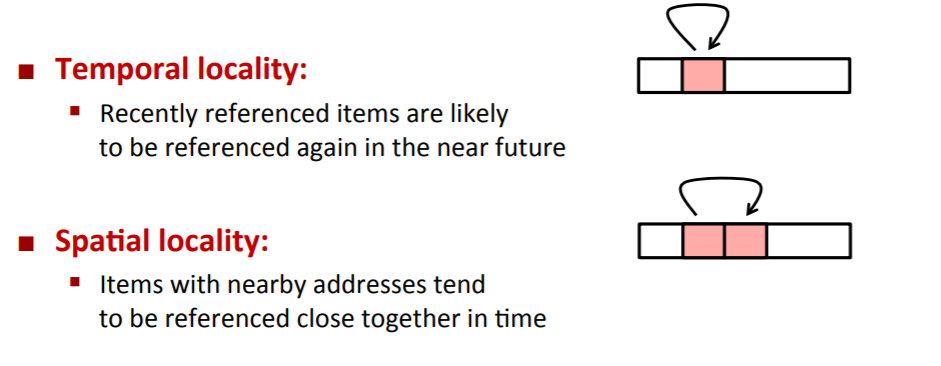 ■ Temporal locality:
▪ Recently referenced items are likely
to be referenced again in the near future
■ Spatial locality:
▪ Items with nearby addresses tend
to be referenced close together in time